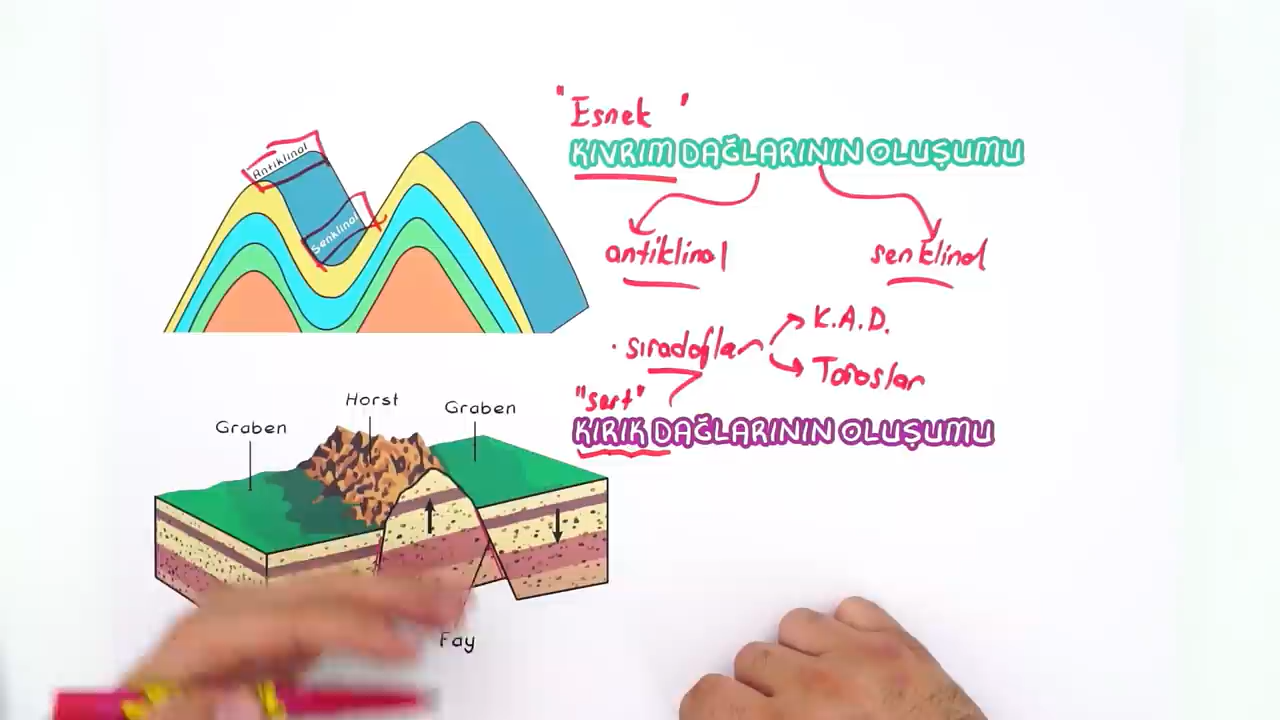 "Esnek"
KIVRIM DAĞLARININ OLUŞUMU
antiklinal senklinal
Antiklinal
Senklinal
· sıradağlar
K.A.D.
Toroslar
"Sert"
KIRIK DAĞLARININ OLUŞUMU
Graben Horst Graben
Fay